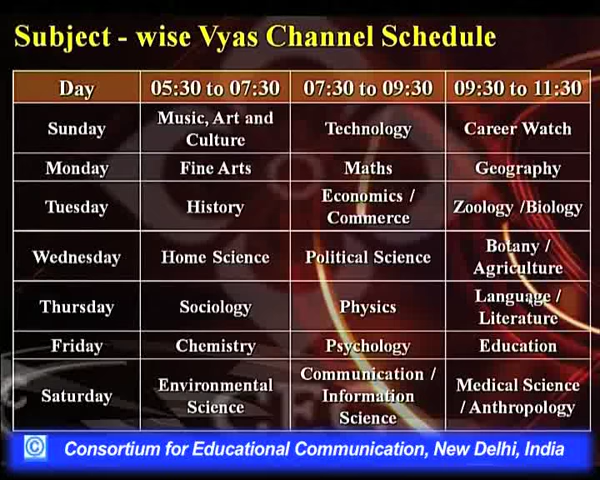 Subject - wise Vyas Channel Schedule
Day 05:30 to 07:30 07:30 to 09:30 09:30 to 11:30
Sunday Music, Art and Culture Technology Career Watch
Monday Fine Arts Maths Geography
Tuesday History Economics / Commerce Zoology /Biology
Wednesday Home Science Political Science Botany / Agriculture
Thursday Sociology Physics Language / Literature
Friday Chemistry Psychology Education
Saturday Environmental Science Communication / Information Science Medical Science / Anthropology
© Consortium for Educational Communication, New Delhi, India